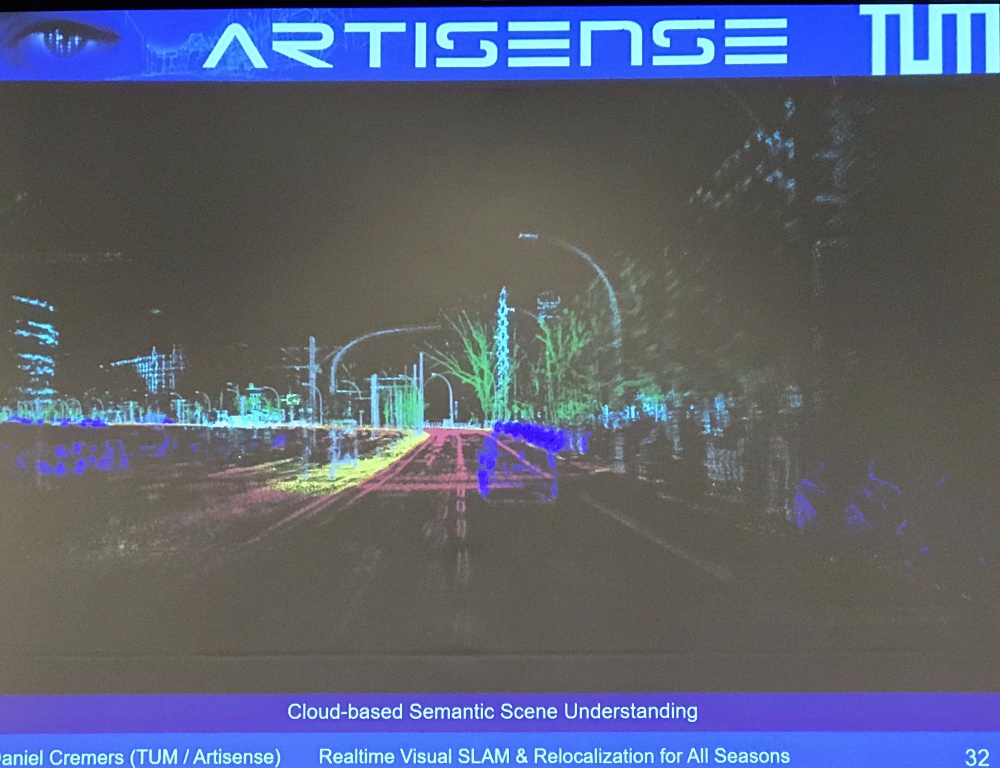 ARTISENSE
TUM
Cloud-based Semantic Scene Understanding
aniel Cremers (TUM / Artisense)
Realtime Visual SLAM & Relocalization for All Seasons
32